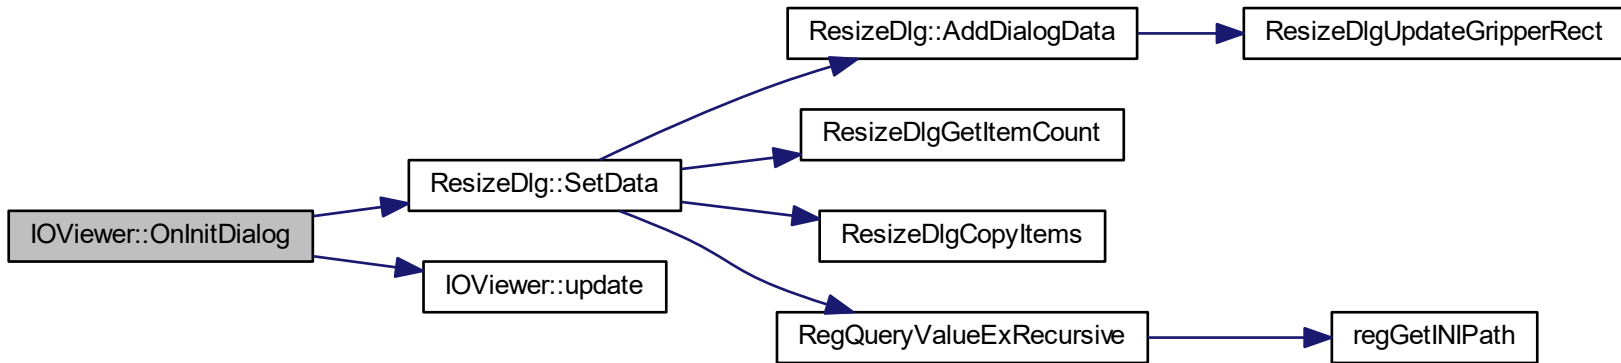 ResizeDlg::AddDialogData
ResizeDlgUpdateGripperRect
ResizeDlgGetItemCount
ResizeDlg::SetData
IOViewer::OnInitDialog
ResizeDlgCopyItems
IOViewer::update
RegQueryValueExRecursive
regGetINIPath